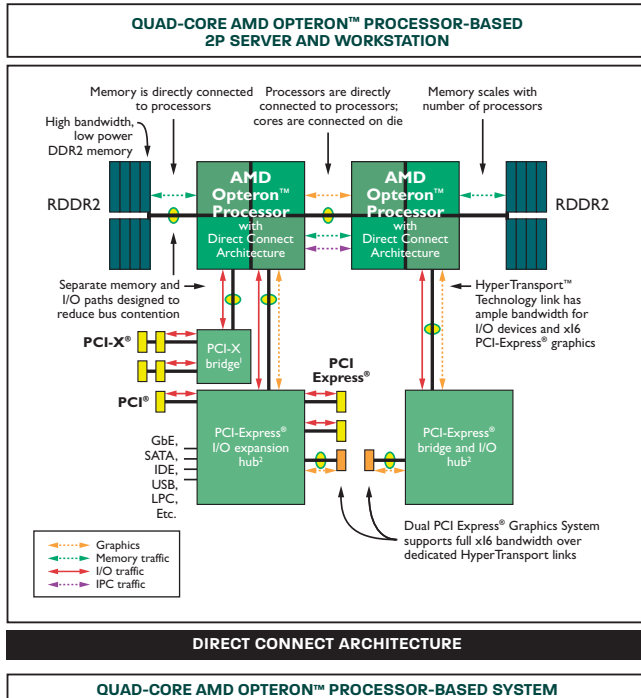 QUAD-CORE AMD OPTERON™ PROCESSOR-BASED
2P SERVER AND WORKSTATION
Memory is directly connected
to processors
Processors are directly
connected to processors;
cores are connected on die
Memory scales with
number of processors
High bandwidth,
low power
DDR2 memory
RDDR2
AMD
Opteron™
Processor
with
Direct Connect
Architecture
AMD
Opteron™
Processor
with
Direct Connect
Architecture
RDDR2
Separate memory and
I/O paths designed to
reduce bus contention
HyperTransport™
Technology link has
ample bandwidth for
I/O devices and x16
PCI-Express® graphics
PCI-X®
PCI-X
bridge¹
PCI®
PCI
Express®
PCI-Express®
I/O expansion
hub²
PCI-Express®
bridge and I/O
hub²
GbE,
SATA,
IDE,
USB,
LPC,
Etc.
Dual PCI Express® Graphics System
supports full x16 bandwidth over
dedicated HyperTransport links
Graphics
Memory traffic
I/O traffic
IPC traffic
DIRECT CONNECT ARCHITECTURE
QUAD-CORE AMD OPTERON™ PROCESSOR-BASED SYSTEM